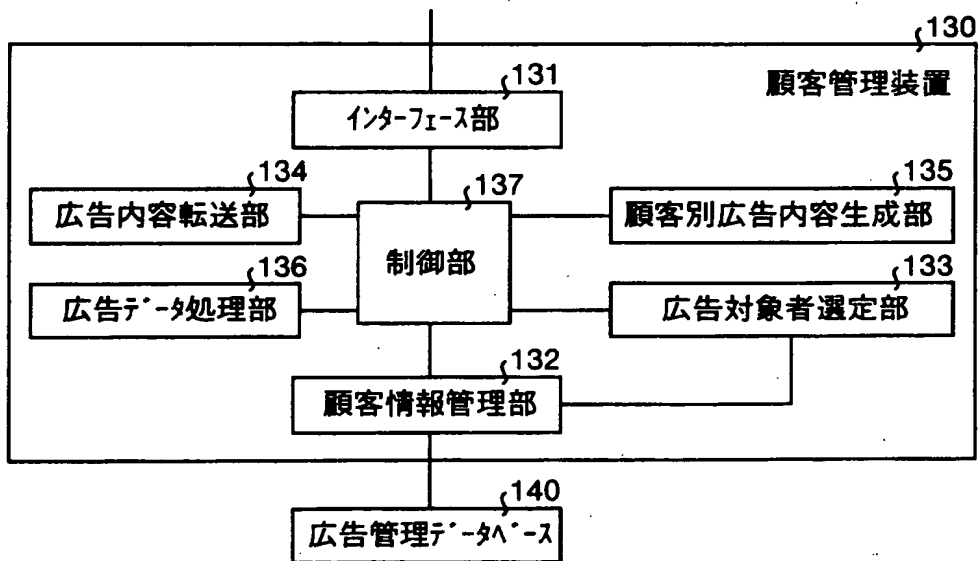 130
顧客管理装置
131
インターフェース部
134
広告内容転送部
137
制御部
135
顧客別広告内容生成部
136
広告データ処理部
133
広告対象者選定部
132
顧客情報管理部
140
広告管理データベース